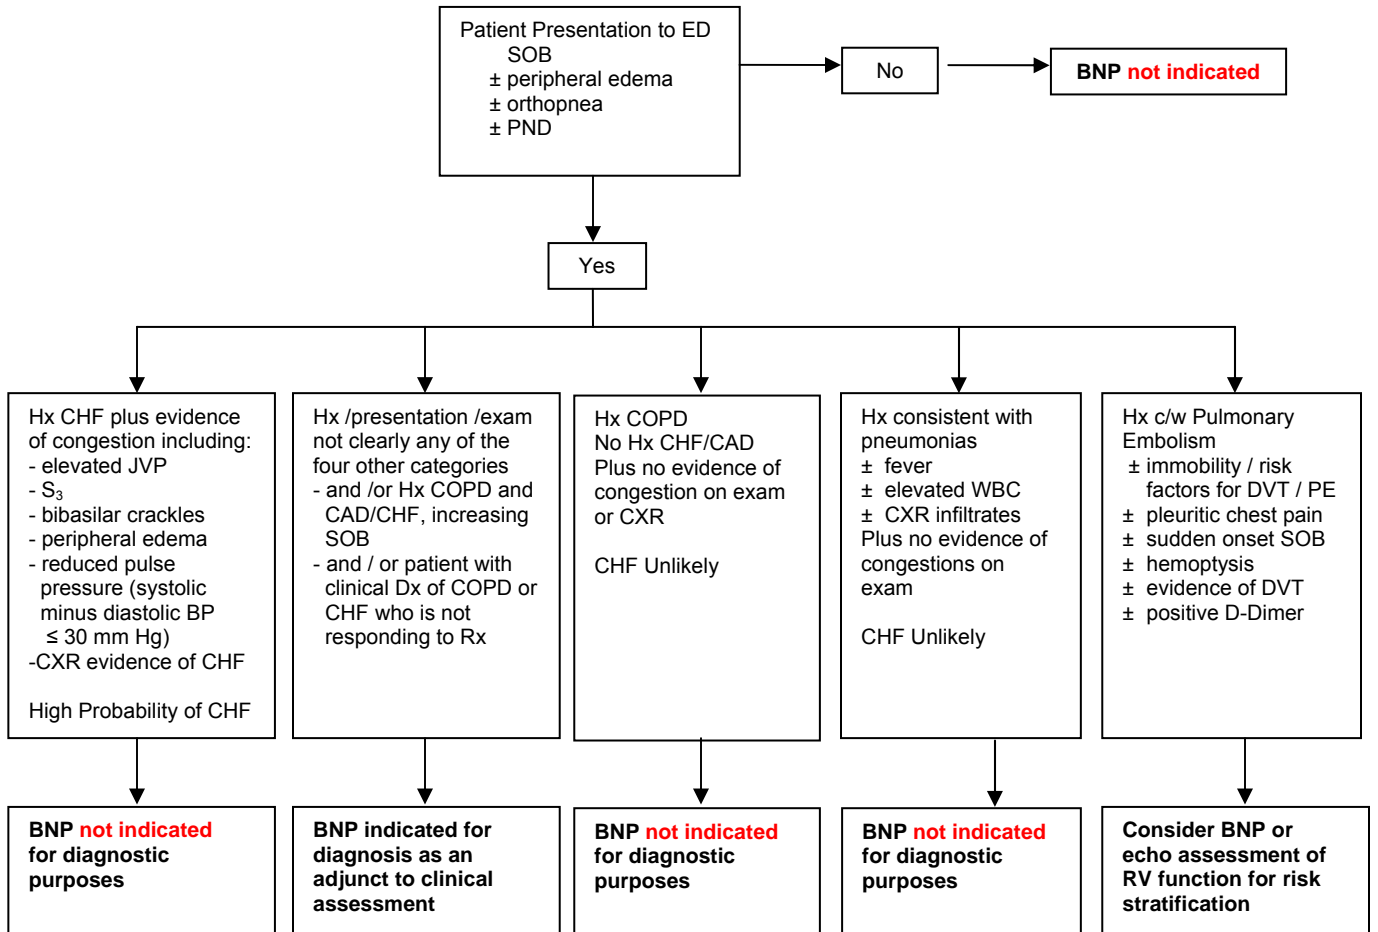 Patient Presentation to ED
SOB
± peripheral edema
± orthopnea
± PND
No
BNP not indicated
Yes
Hx CHF plus evidence
of congestion including:
- elevated JVP
- S₃
- bibasilar crackles
- peripheral edema
- reduced pulse
pressure (systolic
minus diastolic BP
≤ 30 mm Hg)
-CXR evidence of CHF
High Probability of CHF
Hx /presentation /exam
not clearly any of the
four other categories
- and /or Hx COPD and
CAD/CHF, increasing
SOB
- and / or patient with
clinical Dx of COPD or
CHF who is not
responding to Rx
Hx COPD
No Hx CHF/CAD
Plus no evidence of
congestion on exam
or CXR
CHF Unlikely
Hx consistent with
pneumonias
± fever
± elevated WBC
± CXR infiltrates
Plus no evidence of
congestions on
exam
CHF Unlikely
Hx c/w Pulmonary
Embolism
± immobility / risk
factors for DVT / PE
± pleuritic chest pain
± sudden onset SOB
± hemoptysis
± evidence of DVT
± positive D-Dimer
BNP not indicated
for diagnostic
purposes
BNP indicated for
diagnosis as an
adjunct to clinical
assessment
BNP not indicated
for diagnostic
purposes
BNP not indicated
for diagnostic
purposes
Consider BNP or
echo assessment of
RV function for risk
stratification